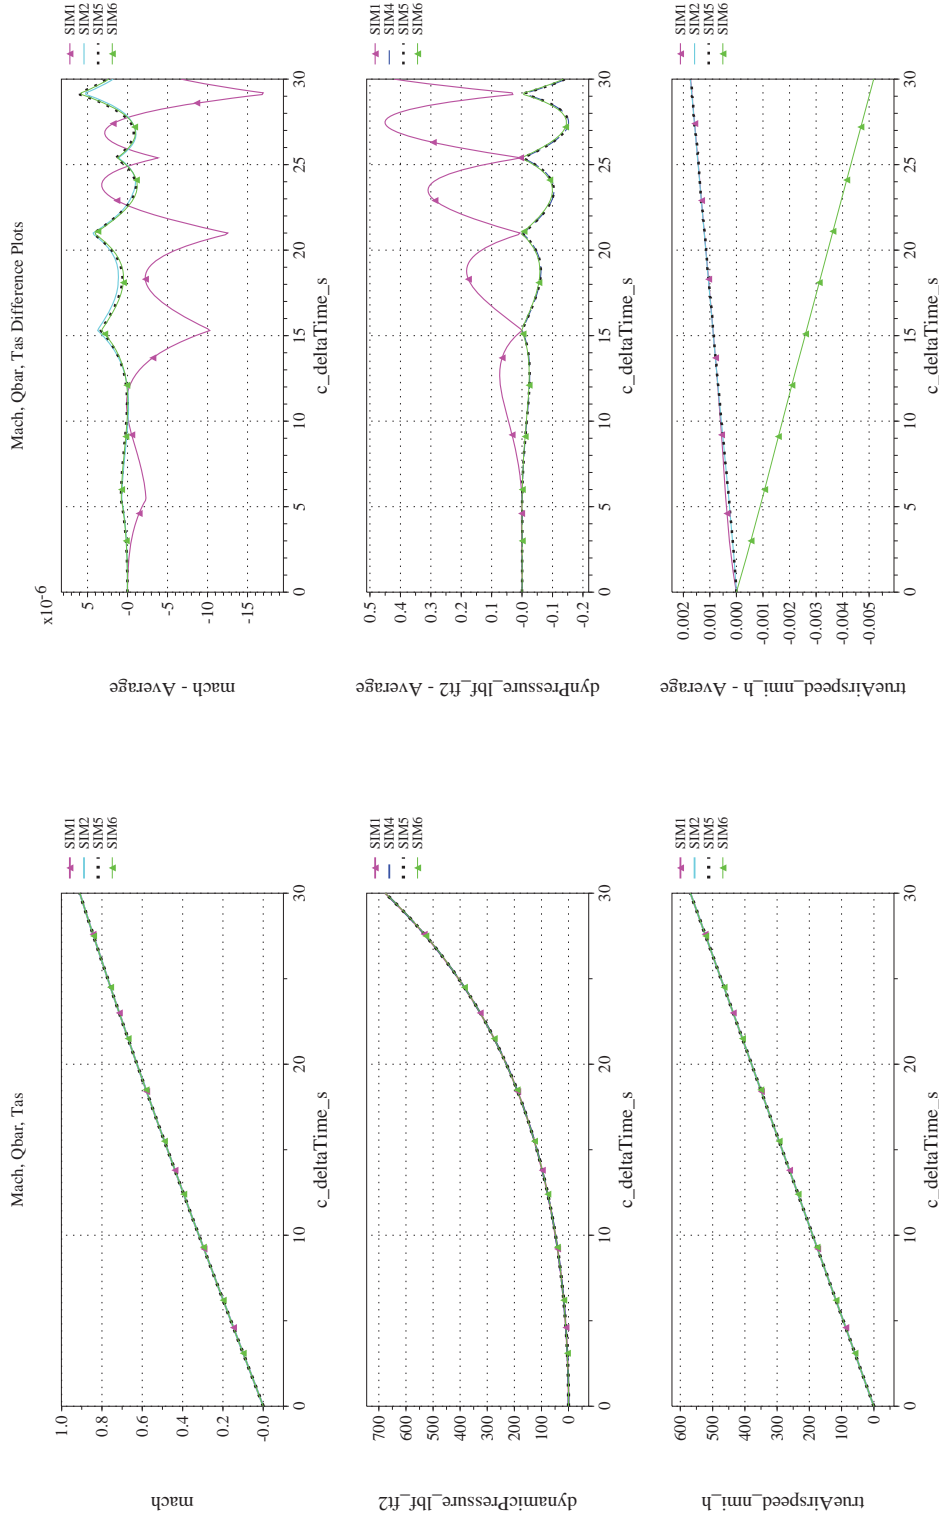 Mach, Qbar, Tas
mach
1.0
0.8
0.6
0.4
0.2
-0.0
0 10 20 30
c_deltaTime_s
SIM1
SIM2
SIM5
SIM6
dynamicPressure_lbf_ft2
700
600
500
400
300
200
100
0
0 10 20 30
c_deltaTime_s
SIM1
SIM4
SIM5
SIM6
trueAirspeed_nmi_h
600
500
400
300
200
100
0
0 10 20 30
c_deltaTime_s
SIM1
SIM2
SIM5
SIM6
Mach, Qbar, Tas Difference Plots
mach - Average
x10-6
5
-0
-5
-10
-15
0 5 10 15 20 25 30
c_deltaTime_s
SIM1
SIM2
SIM5
SIM6
dynPressure_lbf_ft2 - Average
0.5
0.4
0.3
0.2
0.1
-0.0
-0.1
-0.2
0 5 10 15 20 25 30
c_deltaTime_s
SIM1
SIM4
SIM5
SIM6
trueAirspeed_nmi_h - Average
0.002
0.001
0.000
-0.001
-0.002
-0.003
-0.004
-0.005
0 5 10 15 20 25 30
c_deltaTime_s
SIM1
SIM2
SIM5
SIM6